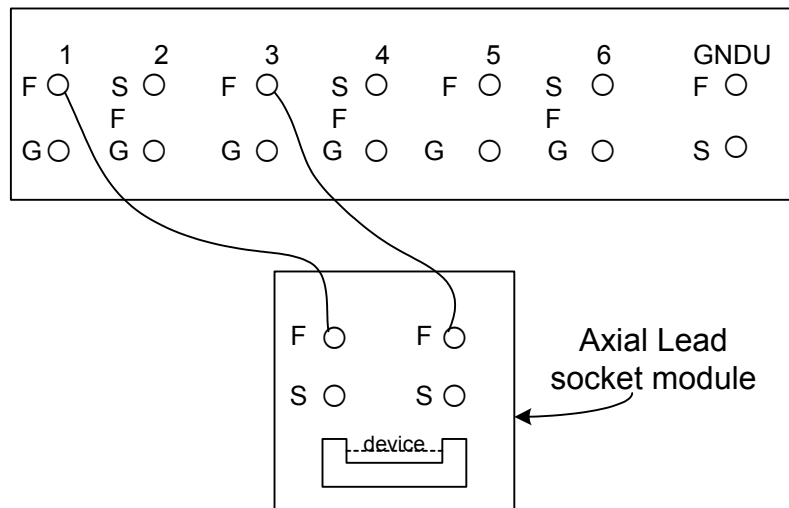 1 2 3 4 5 6 GNDU
F S F S F S F
F F F
G G G G G G S
F F
Axial Lead
socket module
S S
device